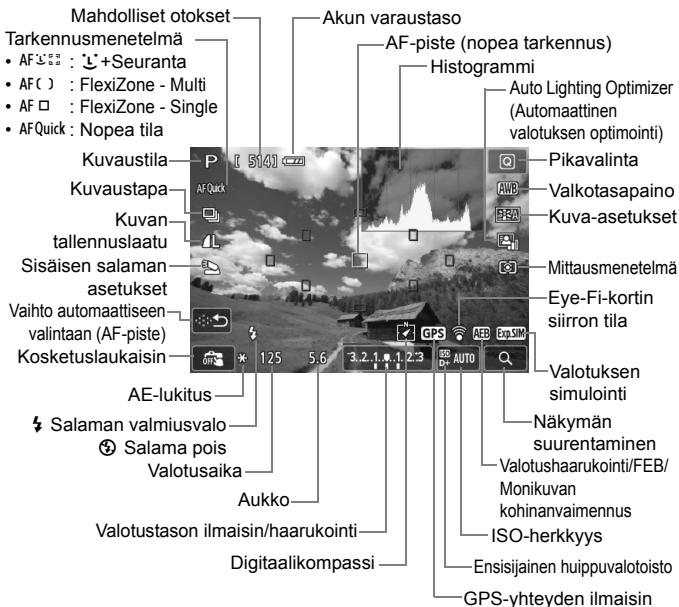 Mahdolliset otokset
Akun varaustaso
Tarkennusmenetelmä
• AF : +Seuranta
• AF( ) : FlexiZone - Multi
• AF □ : FlexiZone - Single
• AFQuick : Nopea tila
AF-piste (nopea tarkennus)
Histogrammi
Auto Lighting Optimizer
(Automaattinen
valotuksen optimointi)
Kuvaustila
P [ 514]
Q
Pikavalinta
AFQuick
Kuvaustapa
AWB
Valkotasapaino
Kuvan
tallennuslaatu
L
A
Kuva-asetukset
Sisäisen salaman
asetukset
Mittausmenetelmä
Vaihto automaattiseen
valintaan (AF-piste)
Eye-Fi-kortin
siirron tila
GPS AEB Exp.SIM
Kosketuslaukaisin
OFF * 125 5.6 -3..2..1..0..1..2.:3 ISO D+ AUTO
Valotuksen
simulointi
AE-lukitus
Salaman valmiusvalo
Salama pois
Näkymän
suurentaminen
Valotusaika
Valotushaarukointi/FEB/
Monikuvan
kohinanvaimennus
Aukko
Valotustason ilmaisin/haarukointi
ISO-herkkyys
Digitaalikompassi
Ensisijainen huippuvalotoisto
GPS-yhteyden ilmaisin